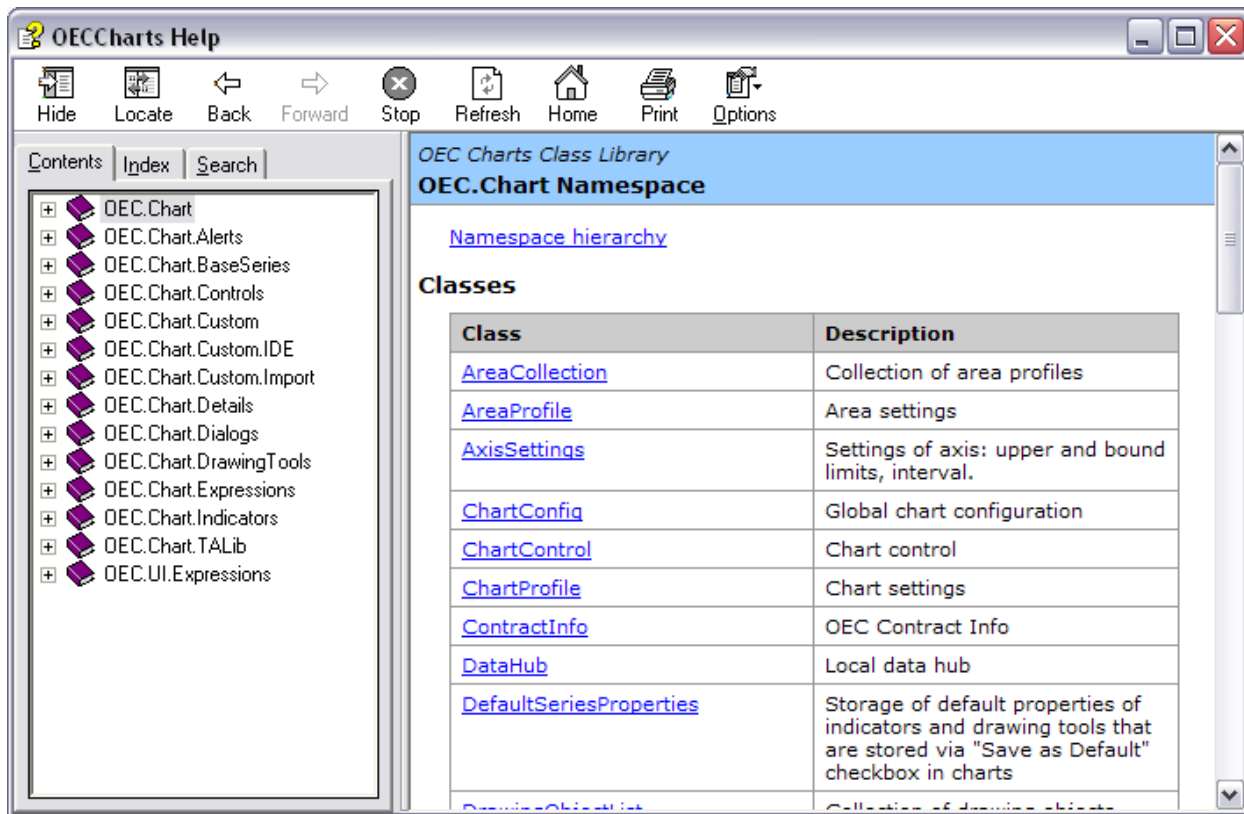 OECCharts Help
Hide Locate Back Forward Stop Refresh Home Print Options
Contents Index Search
OEC.Chart
OEC.Chart.Alerts
OEC.Chart.BaseSeries
OEC.Chart.Controls
OEC.Chart.Custom
OEC.Chart.Custom.IDE
OEC.Chart.Custom.Import
OEC.Chart.Details
OEC.Chart.Dialogs
OEC.Chart.DrawingTools
OEC.Chart.Expressions
OEC.Chart.Indicators
OEC.Chart.TALib
OEC.UI.Expressions
OEC Charts Class Library
OEC.Chart Namespace
Namespace hierarchy
Classes
Class Description
AreaCollection Collection of area profiles
AreaProfile Area settings
AxisSettings Settings of axis: upper and bound
limits, interval.
ChartConfig Global chart configuration
ChartControl Chart control
ChartProfile Chart settings
ContractInfo OEC Contract Info
DataHub Local data hub
DefaultSeriesProperties Storage of default properties of
indicators and drawing tools that
are stored via "Save as Default"
checkbox in charts
DrawingObjectList Collection of drawing objects